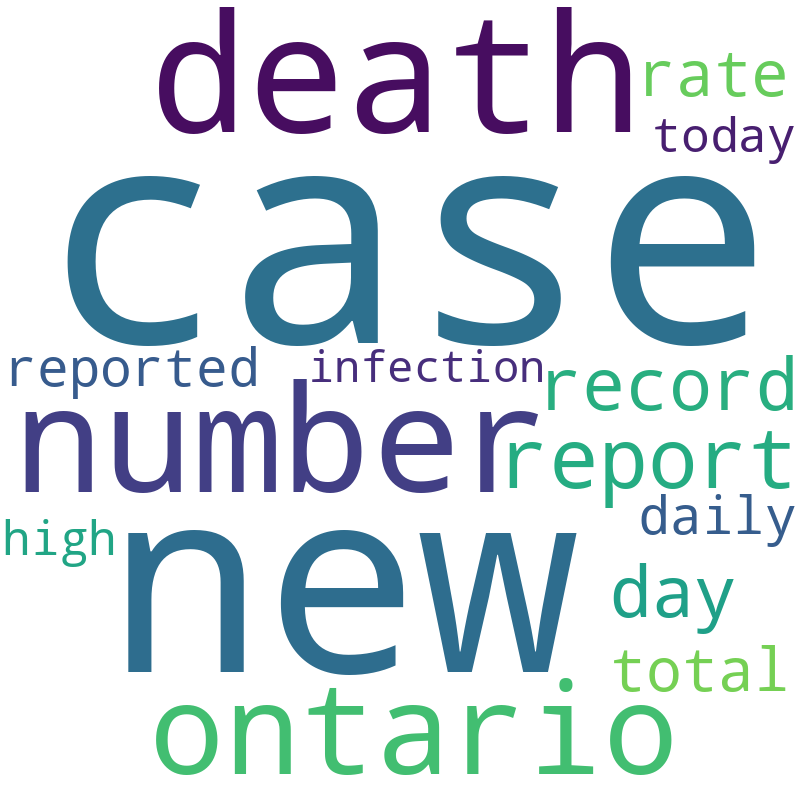 death
rate
today
case
reported
infection
record
number
report
high
new
daily
day
total
ontario